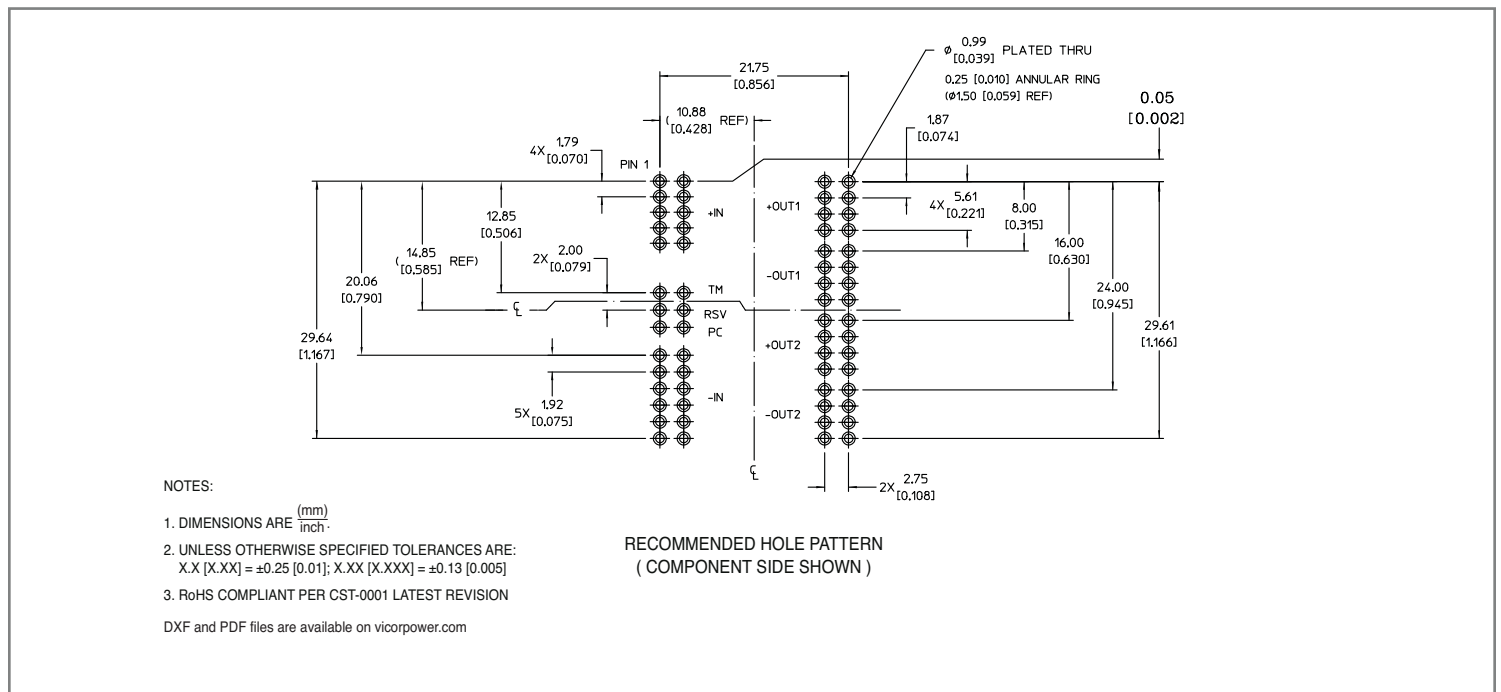 ø 0.99 [0.039] PLATED THRU
0.25 [0.010] ANNULAR RING
(ø1.50 [0.059] REF)
21.75
[0.856]
( 10.88 [0.428] REF)
0.05
[0.002]
1.87
[0.074]
4X 1.79 [0.070]
PIN 1
+IN
+OUT1
4X 5.61 [0.221]
8.00
[0.315]
12.85
[0.506]
( 14.85 [0.585] REF)
2X 2.00 [0.079]
-OUT1
16.00
[0.630]
20.06
[0.790]
TM
24.00
[0.945]
℄
RSV
PC
29.64
[1.167]
+OUT2
29.61
[1.166]
5X 1.92 [0.075]
-IN
-OUT2
℄
2X 2.75 [0.108]
NOTES:
1. DIMENSIONS ARE (mm) inch.
2. UNLESS OTHERWISE SPECIFIED TOLERANCES ARE:
X.X [X.XX] = ±0.25 [0.01]; X.XX [X.XXX] = ±0.13 [0.005]
3. RoHS COMPLIANT PER CST-0001 LATEST REVISION
DXF and PDF files are available on vicorpower.com
RECOMMENDED HOLE PATTERN
( COMPONENT SIDE SHOWN )